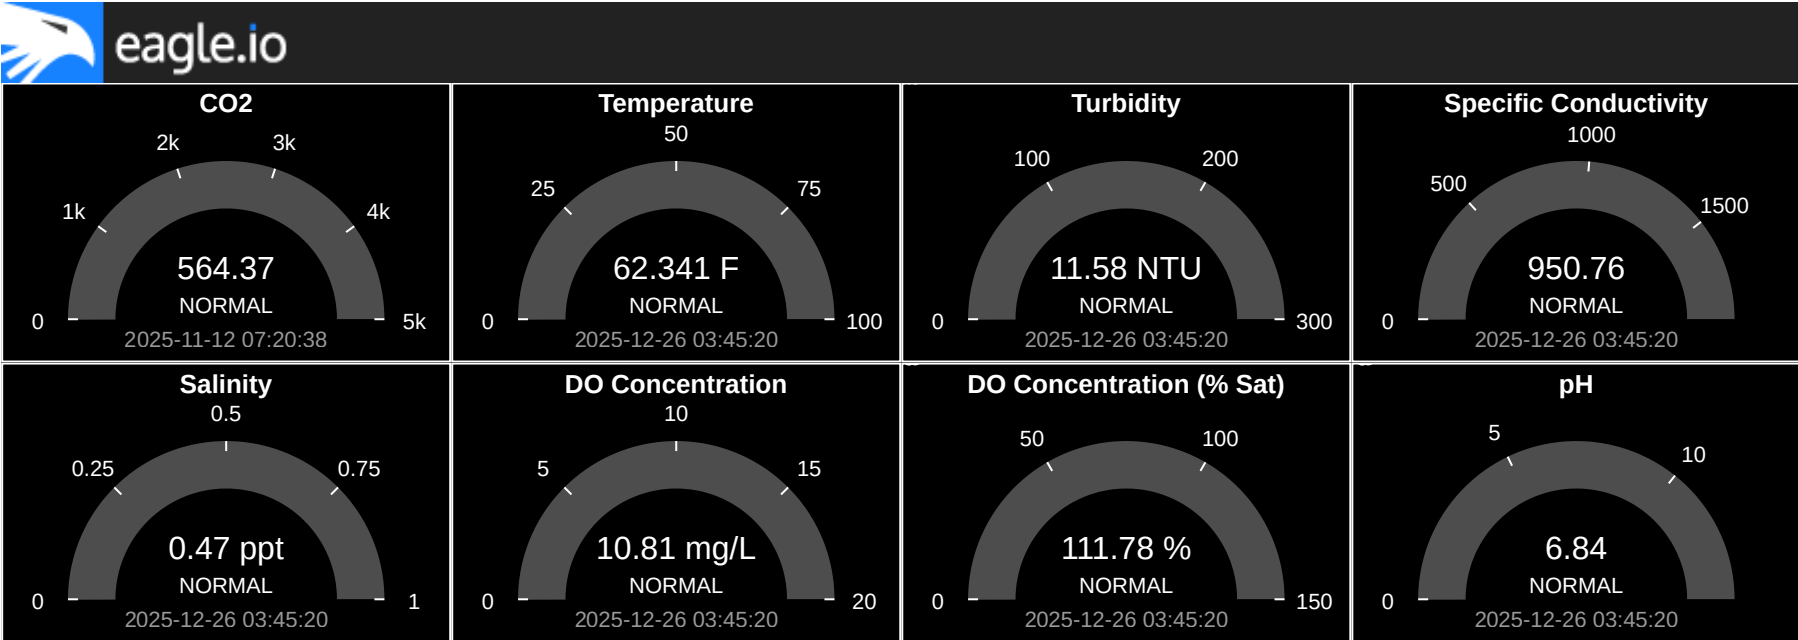 eagle.io
CO2
2k
3k
1k
4k
564.37
NORMAL
0
5k
2025-11-12 07:20:38
Temperature
50
25
75
62.341 F
NORMAL
0
100
2025-12-26 03:45:20
Turbidity
100
200
11.58 NTU
NORMAL
0
300
2025-12-26 03:45:20
Specific Conductivity
1000
500
1500
950.76
NORMAL
0
2025-12-26 03:45:20
Salinity
0.5
0.25
0.75
0.47 ppt
NORMAL
0
1
2025-12-26 03:45:20
DO Concentration
10
5
15
10.81 mg/L
NORMAL
0
20
2025-12-26 03:45:20
DO Concentration (% Sat)
50
100
111.78 %
NORMAL
0
150
2025-12-26 03:45:20
pH
5
10
6.84
NORMAL
0
2025-12-26 03:45:20